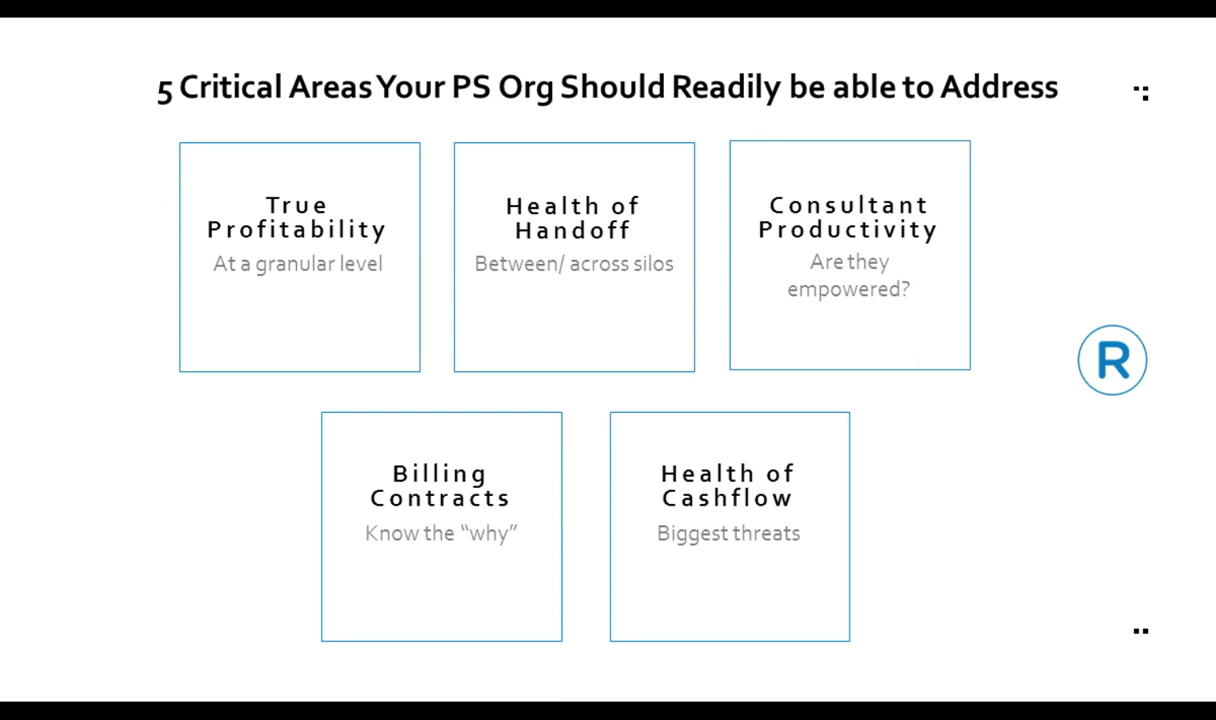 5 Critical Areas Your PS Org Should Readily be able to Address
True
Profitability
At a granular level
Health of
Handoff
Between/ across silos
Consultant
Productivity
Are they
empowered?
R
Billing
Contracts
Know the “why”
Health of
Cashflow
Biggest threats